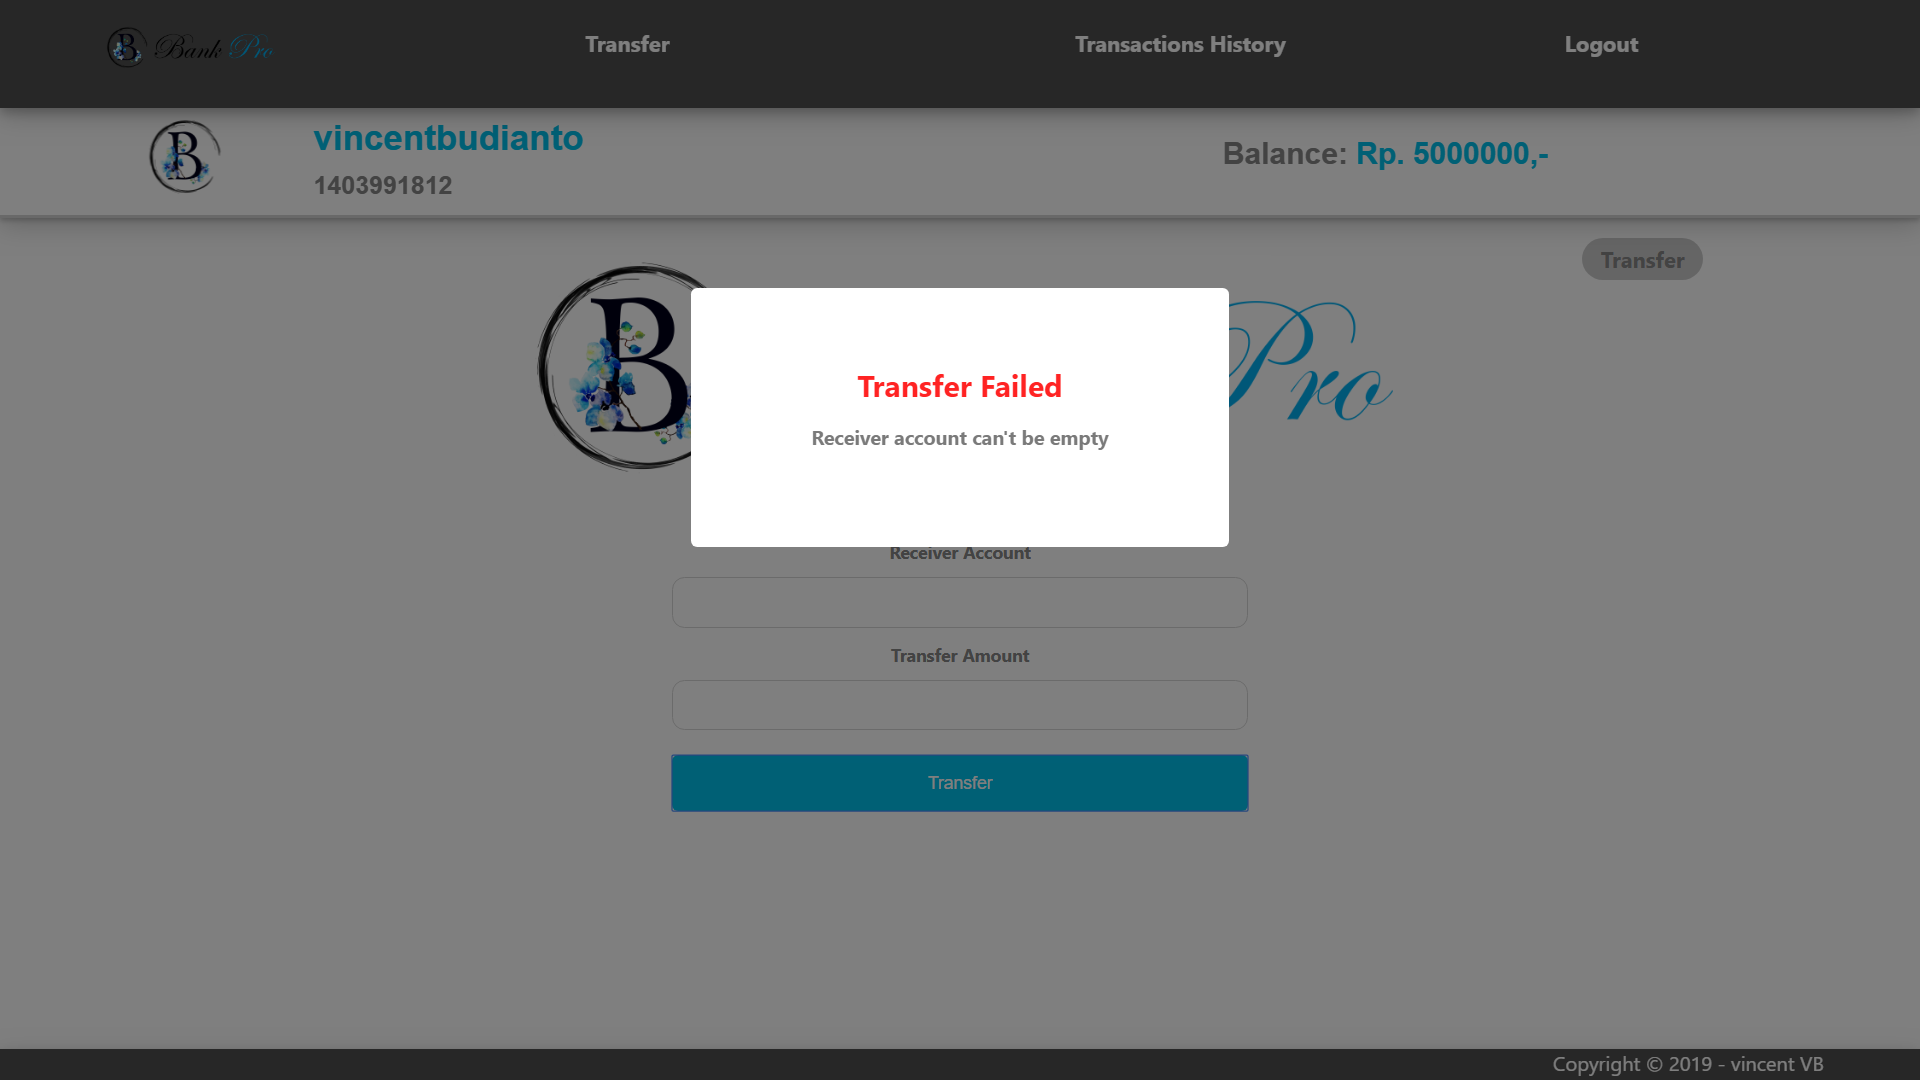 B Bank Pro
Transfer
Transactions History
Logout
B
vincentbudianto
1403991812
Balance: Rp. 5000000,-
Transfer
B
Pro
Transfer Failed
Receiver account can't be empty
Receiver Account
Transfer Amount
Transfer
Copyright © 2019 - vincent VB